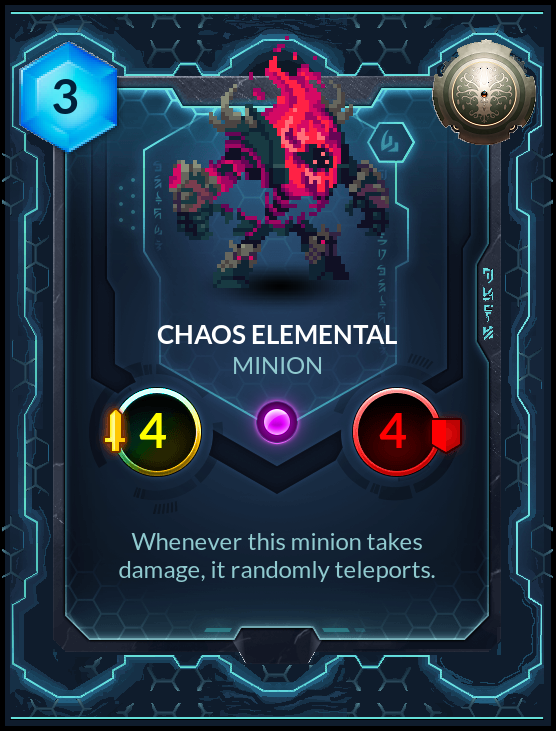 3
CHAOS ELEMENTAL
MINION
4
4
Whenever this minion takes
damage, it randomly teleports.